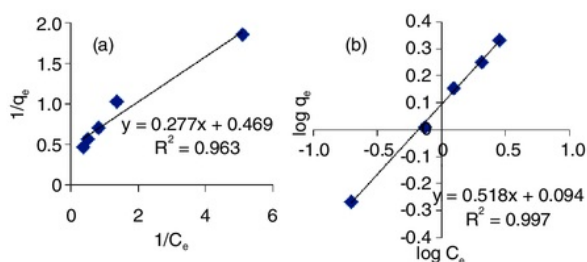 (a)
2.0
1.5
1.0
0.5
0
1/qe
y = 0.277x + 0.469
R² = 0.963
0 2 4 6
1/Ce
(b)
0.4
0.3
0.2
0.1
log qe
-1.0 -0.5 0 0.0 0.5 1.0
-0.1
-0.2
-0.3
-0.4
y = 0.518x + 0.094
R² = 0.997
log Ce